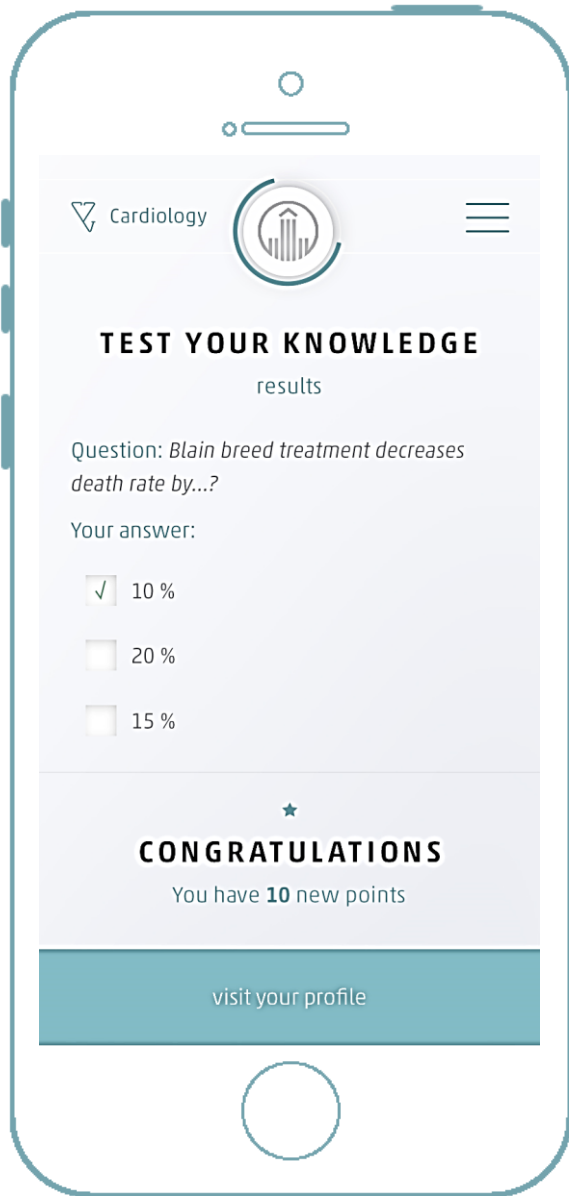 Cardiology
TEST YOUR KNOWLEDGE
results
Question: Blain breed treatment decreases
death rate by...?
Your answer:
√ 10 %
20 %
15 %
CONGRATULATIONS
You have 10 new points
visit your profile